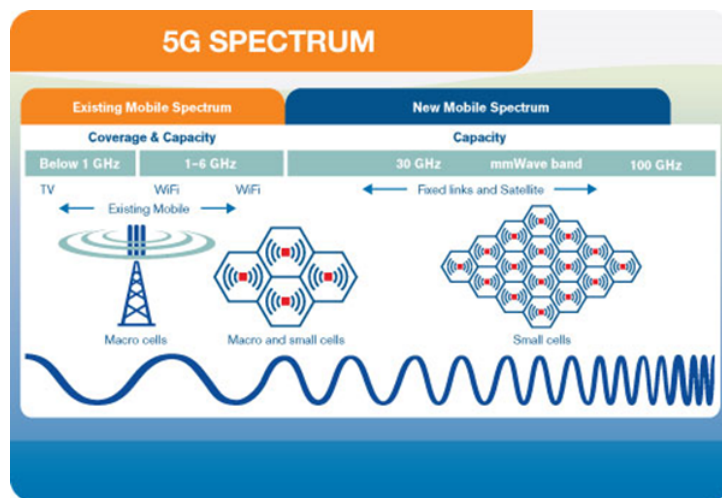 5G SPECTRUM
Existing Mobile Spectrum
New Mobile Spectrum
Coverage & Capacity
Capacity
Below 1 GHz
1–6 GHz
30 GHz
mmWave band
100 GHz
TV
WiFi
WiFi
Fixed links and Satellite
Existing Mobile
Macro cells
Macro and small cells
Small cells